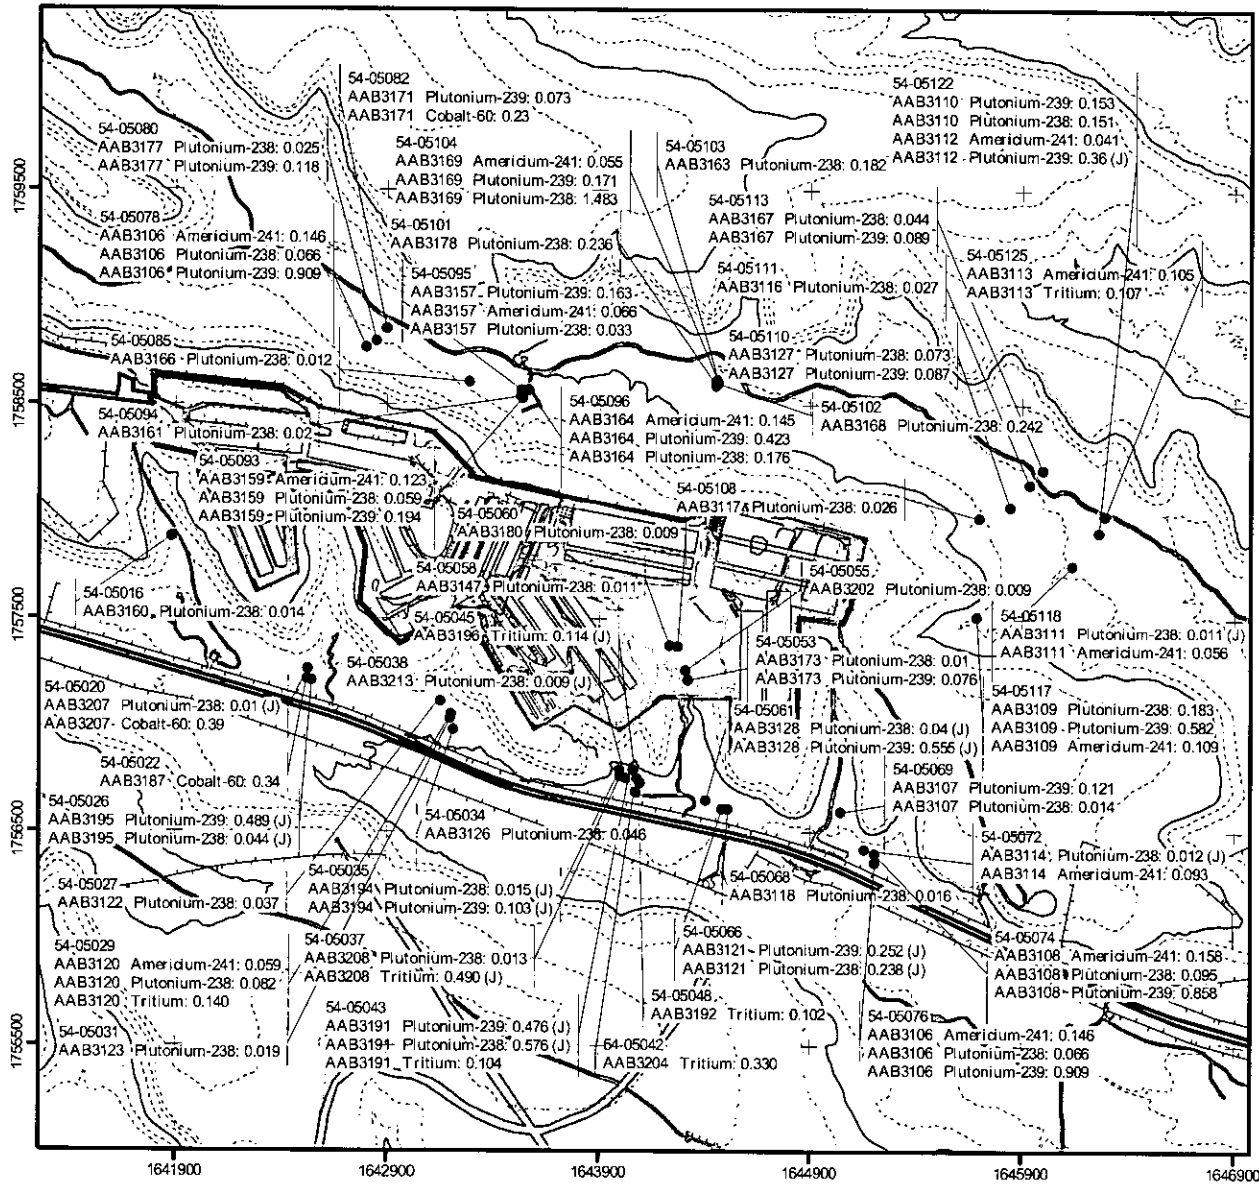 54-05082
AAB3171 Plutonium-239: 0.073
AAB3171 Cobalt-60: 0.23
54-05122
AAB3110 Plutonium-239: 0.153
AAB3110 Plutonium-238: 0.151
AAB3112 Americium-241: 0.041
AAB3112 Plutonium-239: 0.36 (J)
54-05080
AAB3177 Plutonium-238: 0.025
AAB3177 Plutonium-239: 0.118
54-05104
AAB3169 Americium-241: 0.055
AAB3169 Plutonium-239: 0.171
AAB3169 Plutonium-238: 1.483
54-05103
AAB3163 Plutonium-238: 0.182
54-05113
AAB3167 Plutonium-238: 0.044
AAB3167 Plutonium-239: 0.089
54-05078
AAB3106 Americium-241: 0.146
AAB3106 Plutonium-238: 0.066
AAB3106 Plutonium-239: 0.909
54-05101
AAB3178 Plutonium-238: 0.236
54-05095
AAB3157 Plutonium-239: 0.163
AAB3157 Americium-241: 0.066
AAB3157 Plutonium-238: 0.033
54-05111
AAB3116 Plutonium-238: 0.027
54-05125
AAB3113 Americium-241: 0.105
AAB3113 Tritium: 0.107
54-05085
AAB3166 Plutonium-238: 0.012
54-05110
AAB3127 Plutonium-238: 0.073
AAB3127 Plutonium-239: 0.087
54-05094
AAB3161 Plutonium-238: 0.02
54-05096
AAB3164 Americium-241: 0.145
AAB3164 Plutonium-239: 0.423
AAB3164 Plutonium-238: 0.176
54-05102
AAB3168 Plutonium-238: 0.242
54-05093
AAB3159 Americium-241: 0.123
AAB3159 Plutonium-238: 0.059
AAB3159 Plutonium-239: 0.194
54-05060
AAB3180 Plutonium-238: 0.009
54-05108
AAB3117 Plutonium-238: 0.026
54-05058
AAB3147 Plutonium-238: 0.011
54-05055
AAB3202 Plutonium-238: 0.009
54-05016
AAB3160 Plutonium-238: 0.014
54-05045
AAB3196 Tritium: 0.114 (J)
54-05118
AAB3111 Plutonium-238: 0.011 (J)
AAB3111 Americium-241: 0.056
54-05053
AAB3173 Plutonium-238: 0.01
AAB3173 Plutonium-239: 0.076
54-05038
AAB3213 Plutonium-238: 0.009 (J)
54-05020
AAB3207 Plutonium-238: 0.01 (J)
AAB3207 Cobalt-60: 0.39
54-05061
AAB3128 Plutonium-238: 0.04 (J)
AAB3128 Plutonium-239: 0.555 (J)
54-05117
AAB3109 Plutonium-238: 0.183
AAB3109 Plutonium-239: 0.582
AAB3109 Americium-241: 0.109
54-05022
AAB3187 Cobalt-60: 0.34
54-05069
AAB3107 Plutonium-239: 0.121
AAB3107 Plutonium-238: 0.014
54-05026
AAB3195 Plutonium-239: 0.489 (J)
AAB3195 Plutonium-238: 0.044 (J)
54-05034
AAB3126 Plutonium-238: 0.046
54-05072
AAB3114 Plutonium-238: 0.012 (J)
AAB3114 Americium-241: 0.093
54-05027
AAB3122 Plutonium-238: 0.037
54-05035
AAB3194 Plutonium-238: 0.015 (J)
AAB3194 Plutonium-239: 0.103 (J)
54-05068
AAB3118 Plutonium-238: 0.016
54-05029
AAB3120 Americium-241: 0.059
AAB3120 Plutonium-238: 0.082
AAB3120 Tritium: 0.140
54-05037
AAB3208 Plutonium-238: 0.013
AAB3208 Tritium: 0.490 (J)
54-05066
AAB3121 Plutonium-239: 0.252 (J)
AAB3121 Plutonium-238: 0.238 (J)
54-05074
AAB3108 Americium-241: 0.158
AAB3108 Plutonium-238: 0.095
AAB3108 Plutonium-239: 0.858
54-05048
AAB3192 Tritium: 0.102
54-05031
AAB3123 Plutonium-238: 0.019
54-05043
AAB3191 Plutonium-239: 0.476 (J)
AAB3191 Plutonium-238: 0.576 (J)
AAB3191 Tritium: 0.104
54-05042
AAB3204 Tritium: 0.330
54-05076
AAB3106 Americium-241: 0.146
AAB3106 Plutonium-238: 0.066
AAB3106 Plutonium-239: 0.909
1759500
1758500
1757500
1756500
1755500
1641900
1642900
1643900
1644900
1645900
1646900